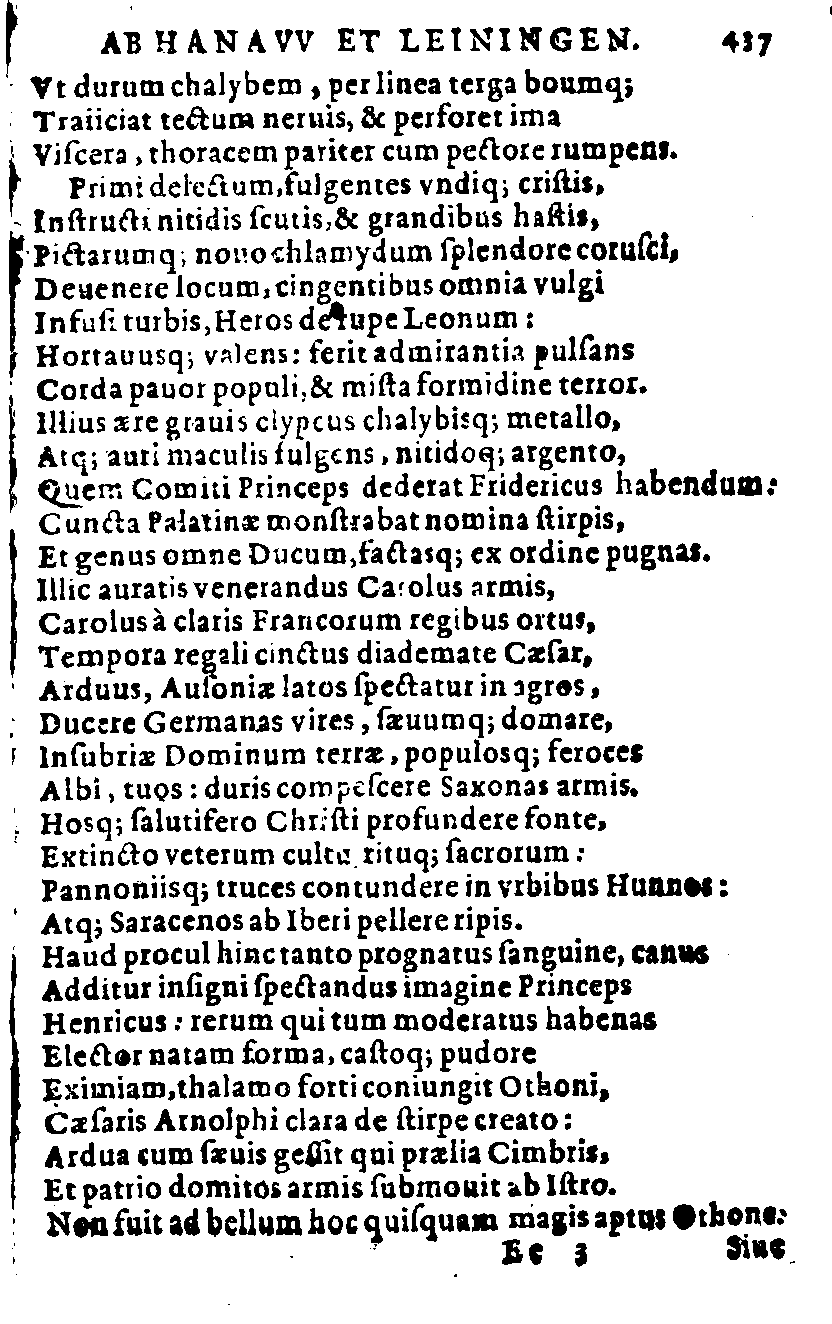 AB HANAVV ET LEININGEN. 437
Vt durum chalybem, per linea terga boumq;
Traiiciat tectum neruis, & perforet ima
Viſcera, thoracem pariter cum pectore rumpens.
Primi delectum, fulgentes vndiq; criſtis,
Inſtructi nitidis ſcutis, & grandibus haſtis,
Pictarumq; nouo chlamydum ſplendore coruſci,
Deuenere locum, cingentibus omnia vulgi
Infuſi turbis, Heros de rupe Leonum:
Hortauusq; valens: ferit admirantia pulſans
Corda pauor populi, & miſta formidine terror.
Illius ære grauis clypeus chalybisq; metallo,
Atq; auri maculis fulgens, nitidoq; argento,
Quem Comiti Princeps dederat Fridericus habendum:
Cuncta Palatinæ monſtrabat nomina ſtirpis,
Et genus omne Ducum, factasq; ex ordine pugnas.
Illic auratis venerandus Carolus armis,
Carolus à claris Francorum regibus ortus,
Tempora regali cinctus diademate Cæſar,
Arduus, Auſoniæ latos ſpectatur in agros,
Ducere Germanas vires, ſæuumq; domare,
Inſubriæ Dominum terræ, populosq; feroces
Albi, tuos: duris compeſcere Saxonas armis.
Hosq; ſalutifero Chriſti profundere fonte,
Extincto veterum cultu, rituq; ſacrorum:
Pannoniisq; truces contundere in vrbibus Hunnos:
Atq; Saracenos ab Iberi pellere ripis.
Haud procul hinc tanto prognatus ſanguine, canus
Additur inſigni ſpectandus imagine Princeps
Henricus: rerum qui tum moderatus habenas
Elector natam forma, caſtoq; pudore
Eximiam, thalamo forti coniungit Othoni,
Cæſaris Arnolphi clara de ſtirpe creato:
Ardua cum ſæuis geſſit qui prælia Cimbris,
Et patrio domitos armis ſubmouit ab Iſtro.
Non fuit ad bellum hoc quiſquam magis aptus Othone:
Ee 3 Siue